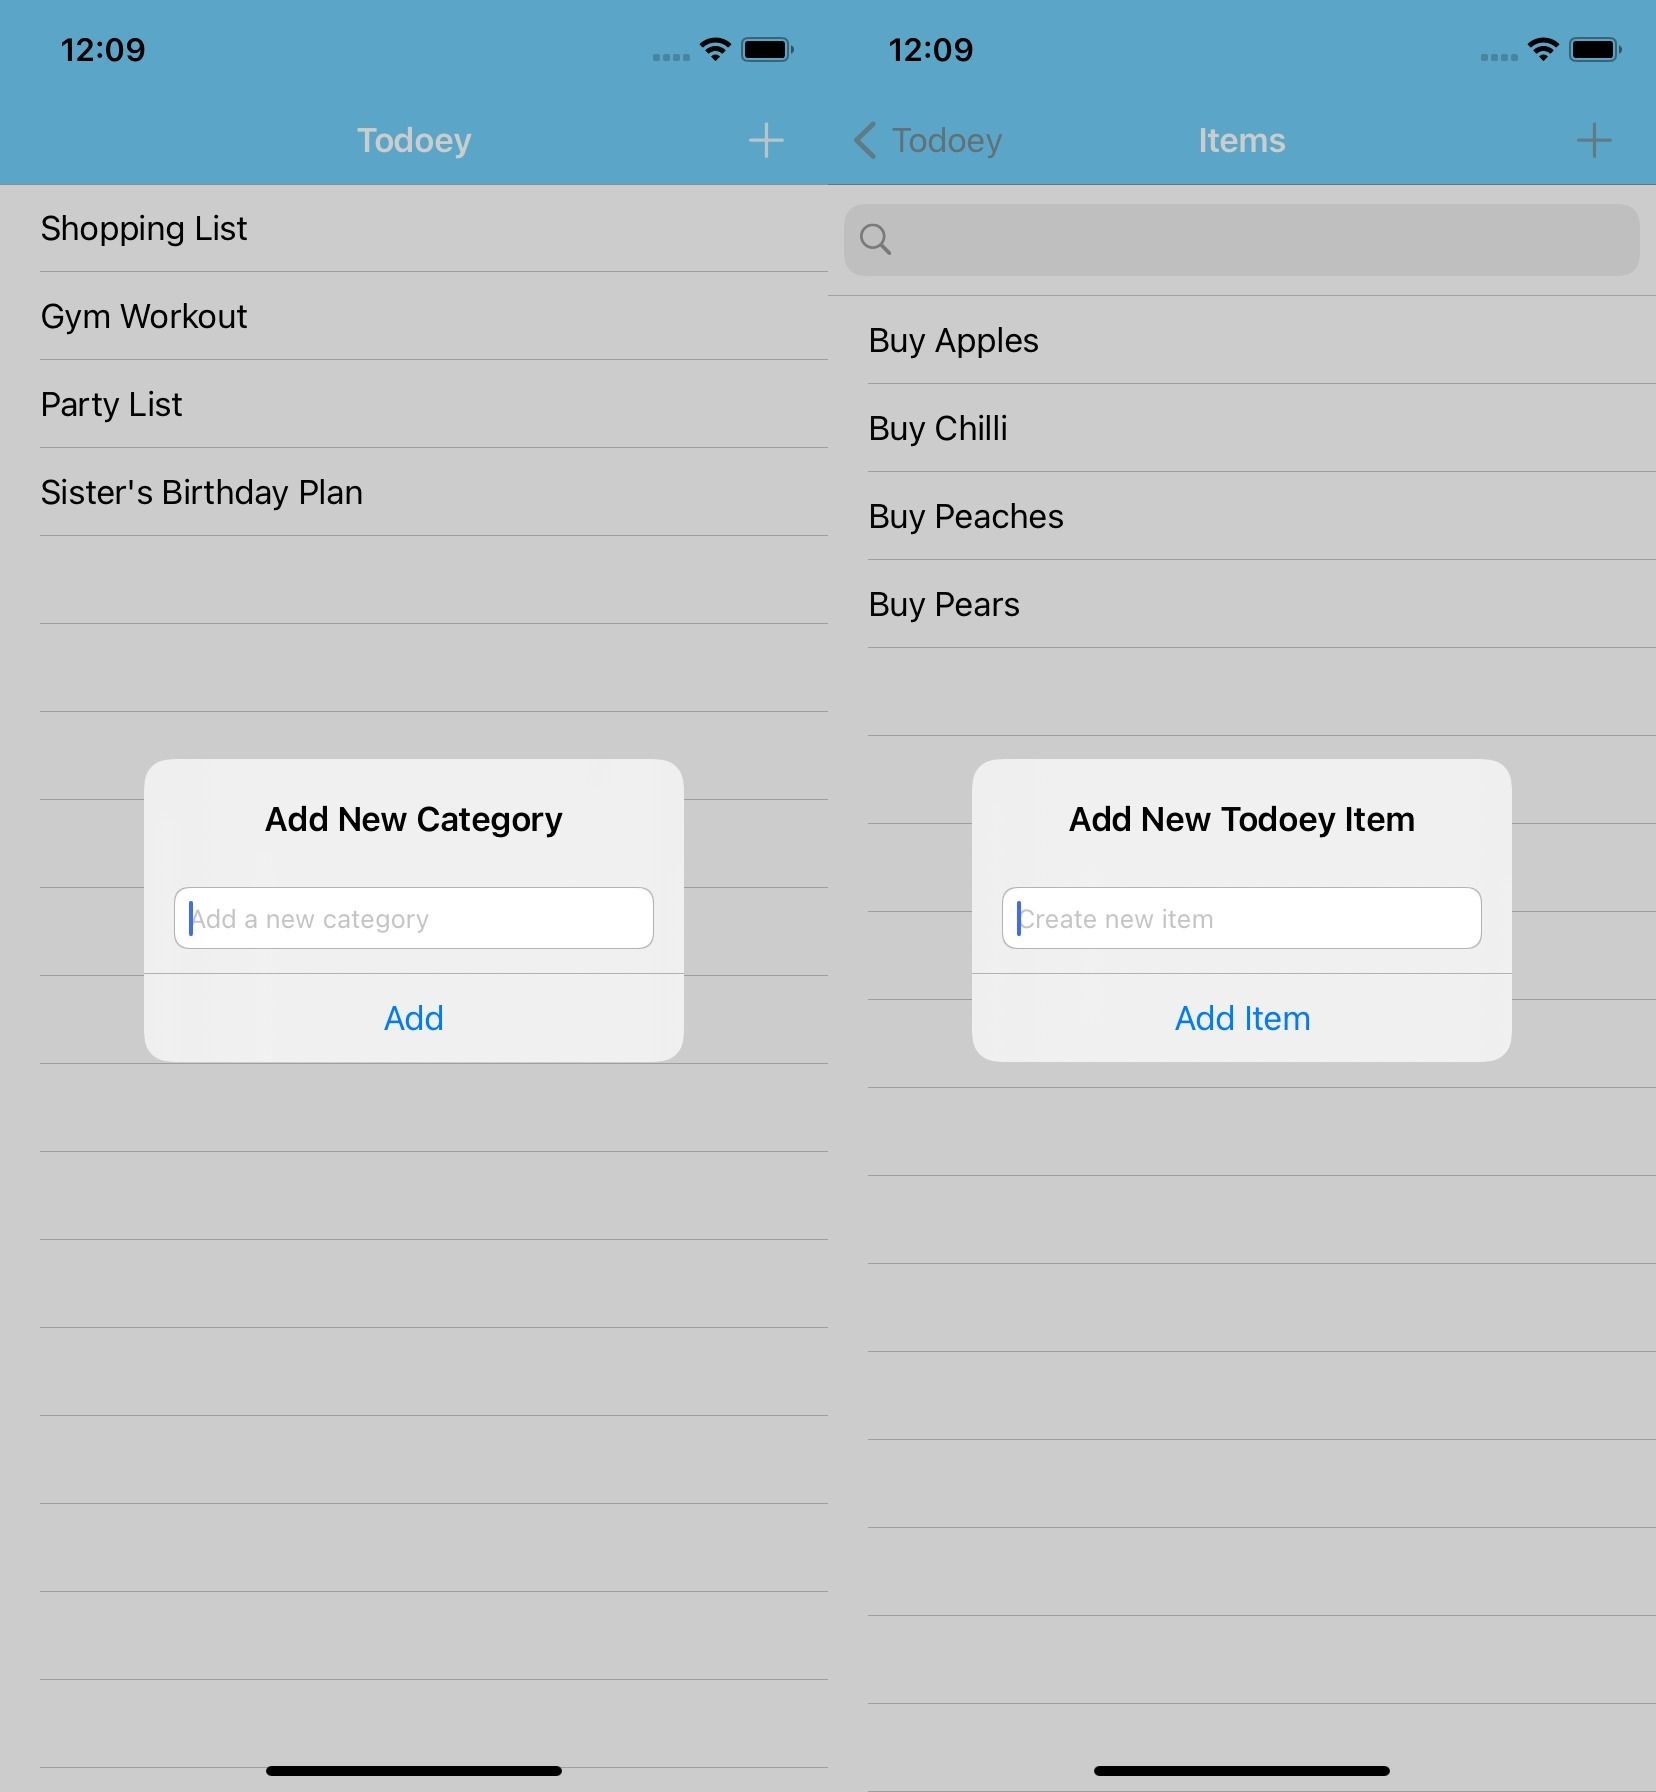 12:09
Todoey
Shopping List
Gym Workout
Party List
Sister's Birthday Plan
Add New Category
Add a new category
Add
12:09
Todoey
Items
Buy Apples
Buy Chilli
Buy Peaches
Buy Pears
Add New Todoey Item
Create new item
Add Item